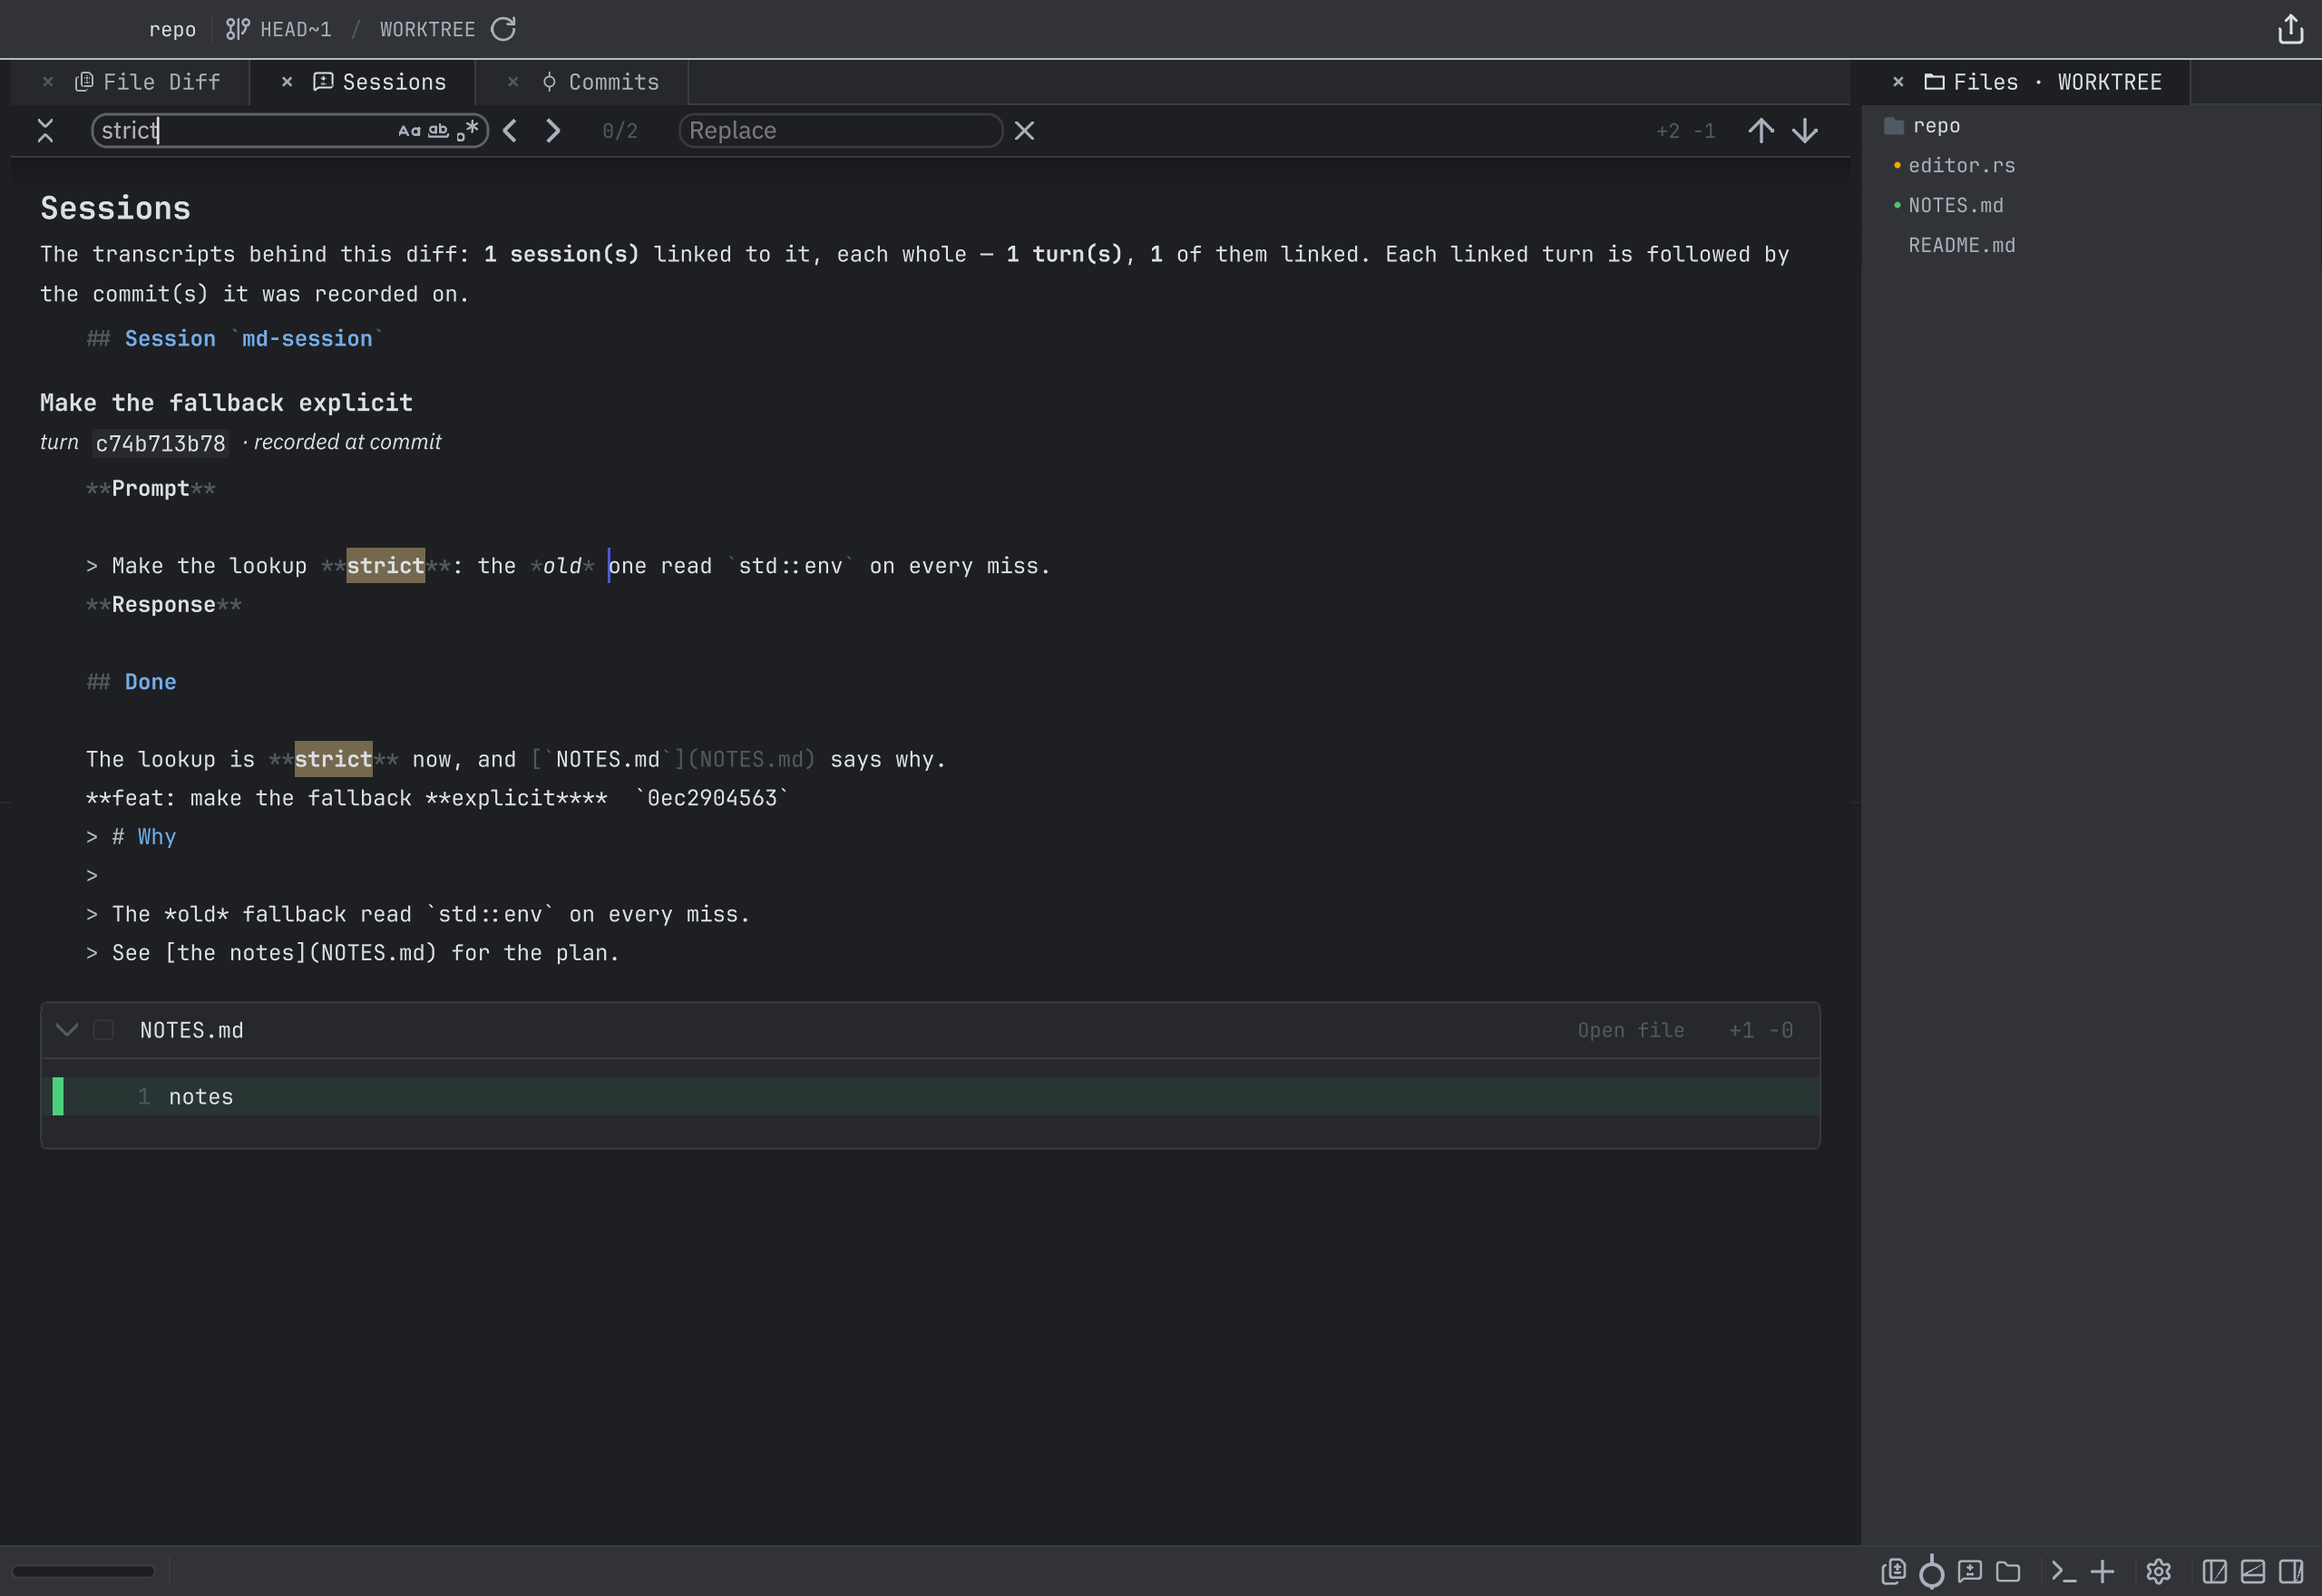 repo HEAD~1 / WORKTREE
× File Diff × Sessions × Commits × Files · WORKTREE
strict Aa ab .* 0/2 Replace +2 -1
repo
editor.rs
NOTES.md
README.md
Sessions
The transcripts behind this diff: 1 session(s) linked to it, each whole — 1 turn(s), 1 of them linked. Each linked turn is followed by
the commit(s) it was recorded on.
## Session `md-session`
Make the fallback explicit
turn c74b713b78 · recorded at commit
**Prompt**
> Make the lookup **strict**: the *old* one read `std::env` on every miss.
**Response**
## Done
The lookup is **strict** now, and [`NOTES.md`](NOTES.md) says why.
**feat: make the fallback **explicit**** `0ec2904563`
> # Why
>
> The *old* fallback read `std::env` on every miss.
> See [the notes](NOTES.md) for the plan.
NOTES.md Open file +1 -0
1 notes